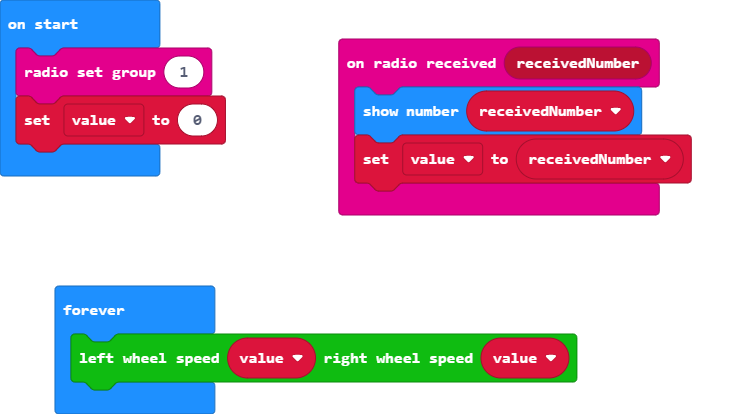 on start
radio set group 1
set value to 0
on radio received receivedNumber
show number receivedNumber
set value to receivedNumber
forever
left wheel speed value right wheel speed value